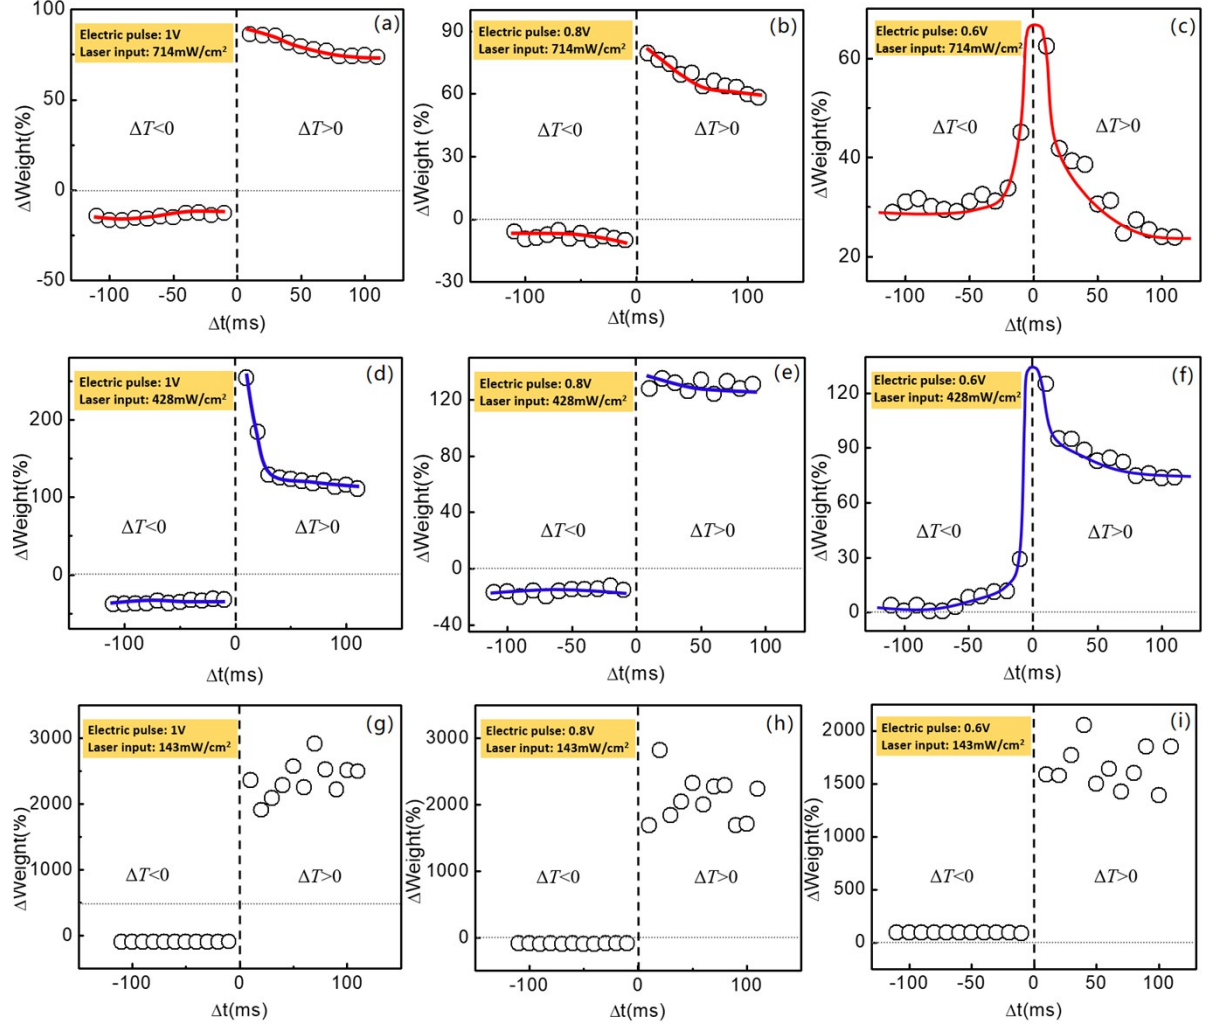 (a)
Electric pulse: 1V
Laser input: 714mW/cm²
ΔWeight(%)
100
50
0
-50
ΔT<0
ΔT>0
-100
-50
0
50
100
Δt(ms)
(b)
Electric pulse: 0.8V
Laser input: 714mW/cm²
ΔWeight (%)
90
60
30
0
-30
ΔT<0
ΔT>0
-100
-50
0
50
100
Δt(ms)
(c)
Electric pulse: 0.6V
Laser input: 714mW/cm²
ΔWeight(%)
60
40
20
ΔT<0
ΔT>0
-100
-50
0
50
100
Δt(ms)
(d)
Electric pulse: 1V
Laser input: 428mW/cm²
ΔWeight(%)
200
100
0
ΔT<0
ΔT>0
-100
0
100
Δt(ms)
(e)
Electric pulse: 0.8V
Laser input: 428mW/cm²
ΔWeight(%)
120
80
40
0
-40
ΔT<0
ΔT>0
-100
-50
0
50
100
Δt(ms)
(f)
Electric pulse: 0.6V
Laser input: 428mW/cm²
ΔWeight(%)
120
90
60
30
0
ΔT<0
ΔT>0
-100
-50
0
50
100
Δt(ms)
(g)
Electric pulse: 1V
Laser input: 143mW/cm²
ΔWeight(%)
3000
2000
1000
0
ΔT<0
ΔT>0
-100
0
100
Δt(ms)
(h)
Electric pulse: 0.8V
Laser input: 143mW/cm²
ΔWeight(%)
3000
2000
1000
0
ΔT<0
ΔT>0
-100
0
100
Δt(ms)
(i)
Electric pulse: 0.6V
Laser input: 143mW/cm²
ΔWeight(%)
2000
1500
1000
500
0
ΔT<0
ΔT>0
-100
0
100
Δt(ms)